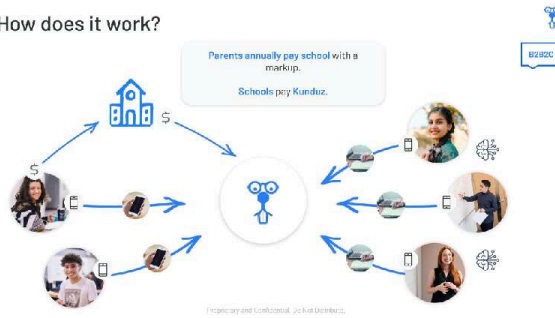 How does it work?
B2B2C
Parents annually pay school with a
markup.
Schools pay Kunduz.
$
$
Proprietary and Confidential. Do Not Distribute.